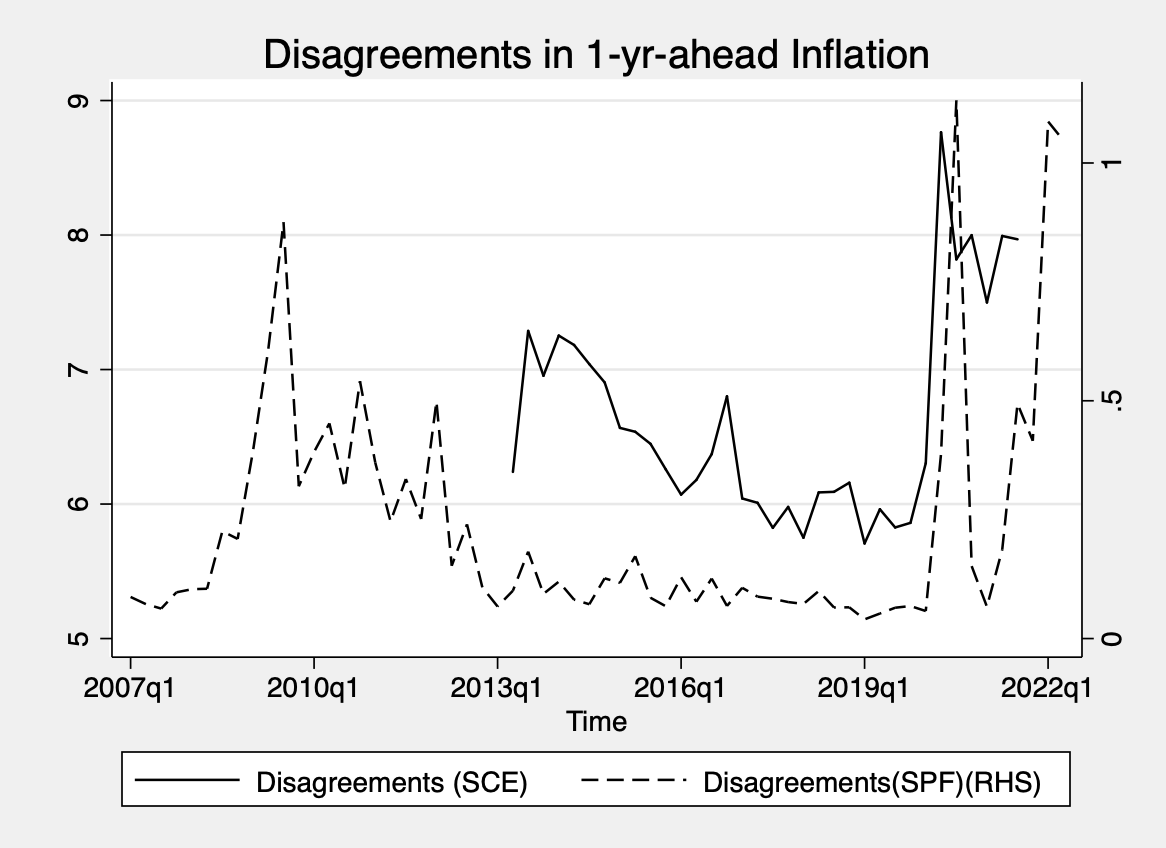 Disagreements in 1-yr-ahead Inflation
9
8
7
6
5
1
.5
0
2007q1 2010q1 2013q1 2016q1 2019q1 2022q1
Time
Disagreements (SCE) Disagreements(SPF)(RHS)